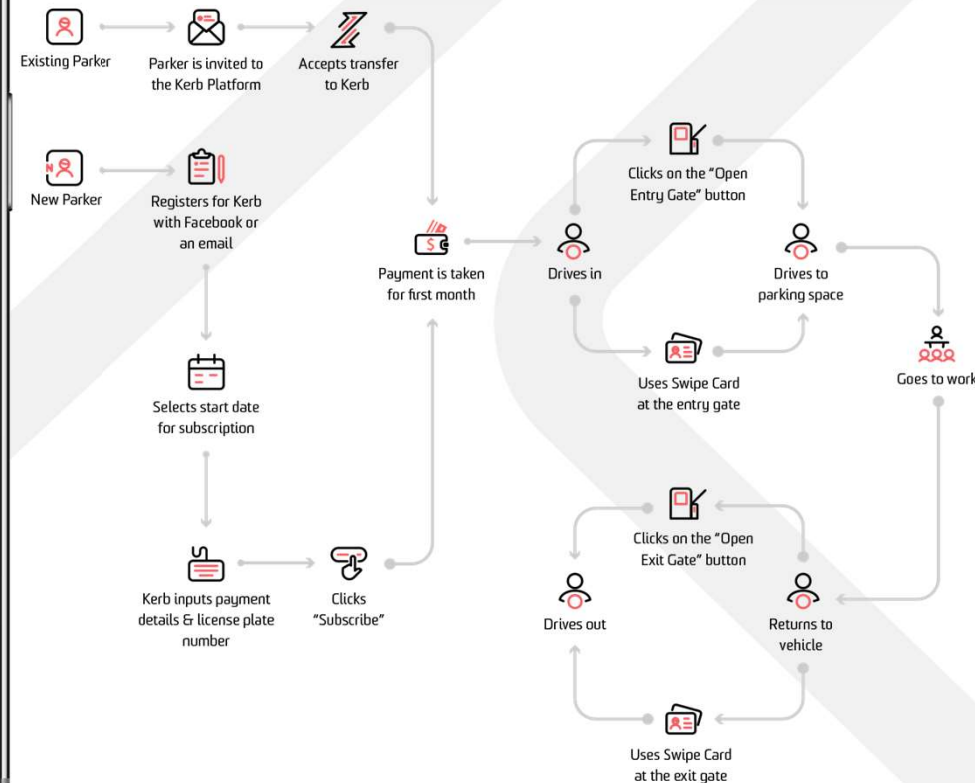 Existing Parker
Parker is invited to
the Kerb Platform
Accepts transfer
to Kerb
N
New Parker
Registers for Kerb
with Facebook or
an email
Selects start date
for subscription
Kerb inputs payment
details & license plate
number
Clicks
"Subscribe"
$
Payment is taken
for first month
Drives in
Clicks on the "Open
Entry Gate" button
Uses Swipe Card
at the entry gate
Drives to
parking space
Goes to work
Returns to
vehicle
Clicks on the "Open
Exit Gate" button
Uses Swipe Card
at the exit gate
Drives out